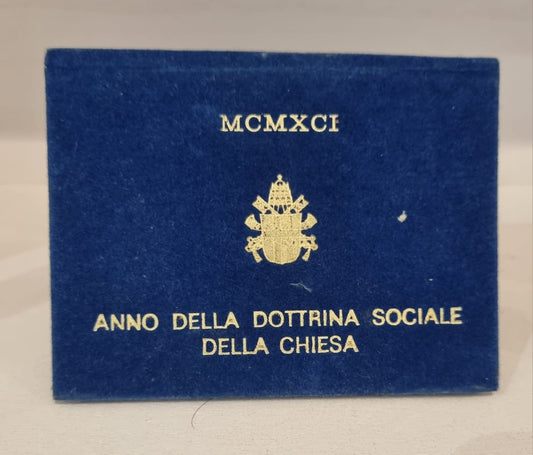 MCMXCI
ANNO DELLA DOTTRINA SOCIALE
DELLA CHIESA